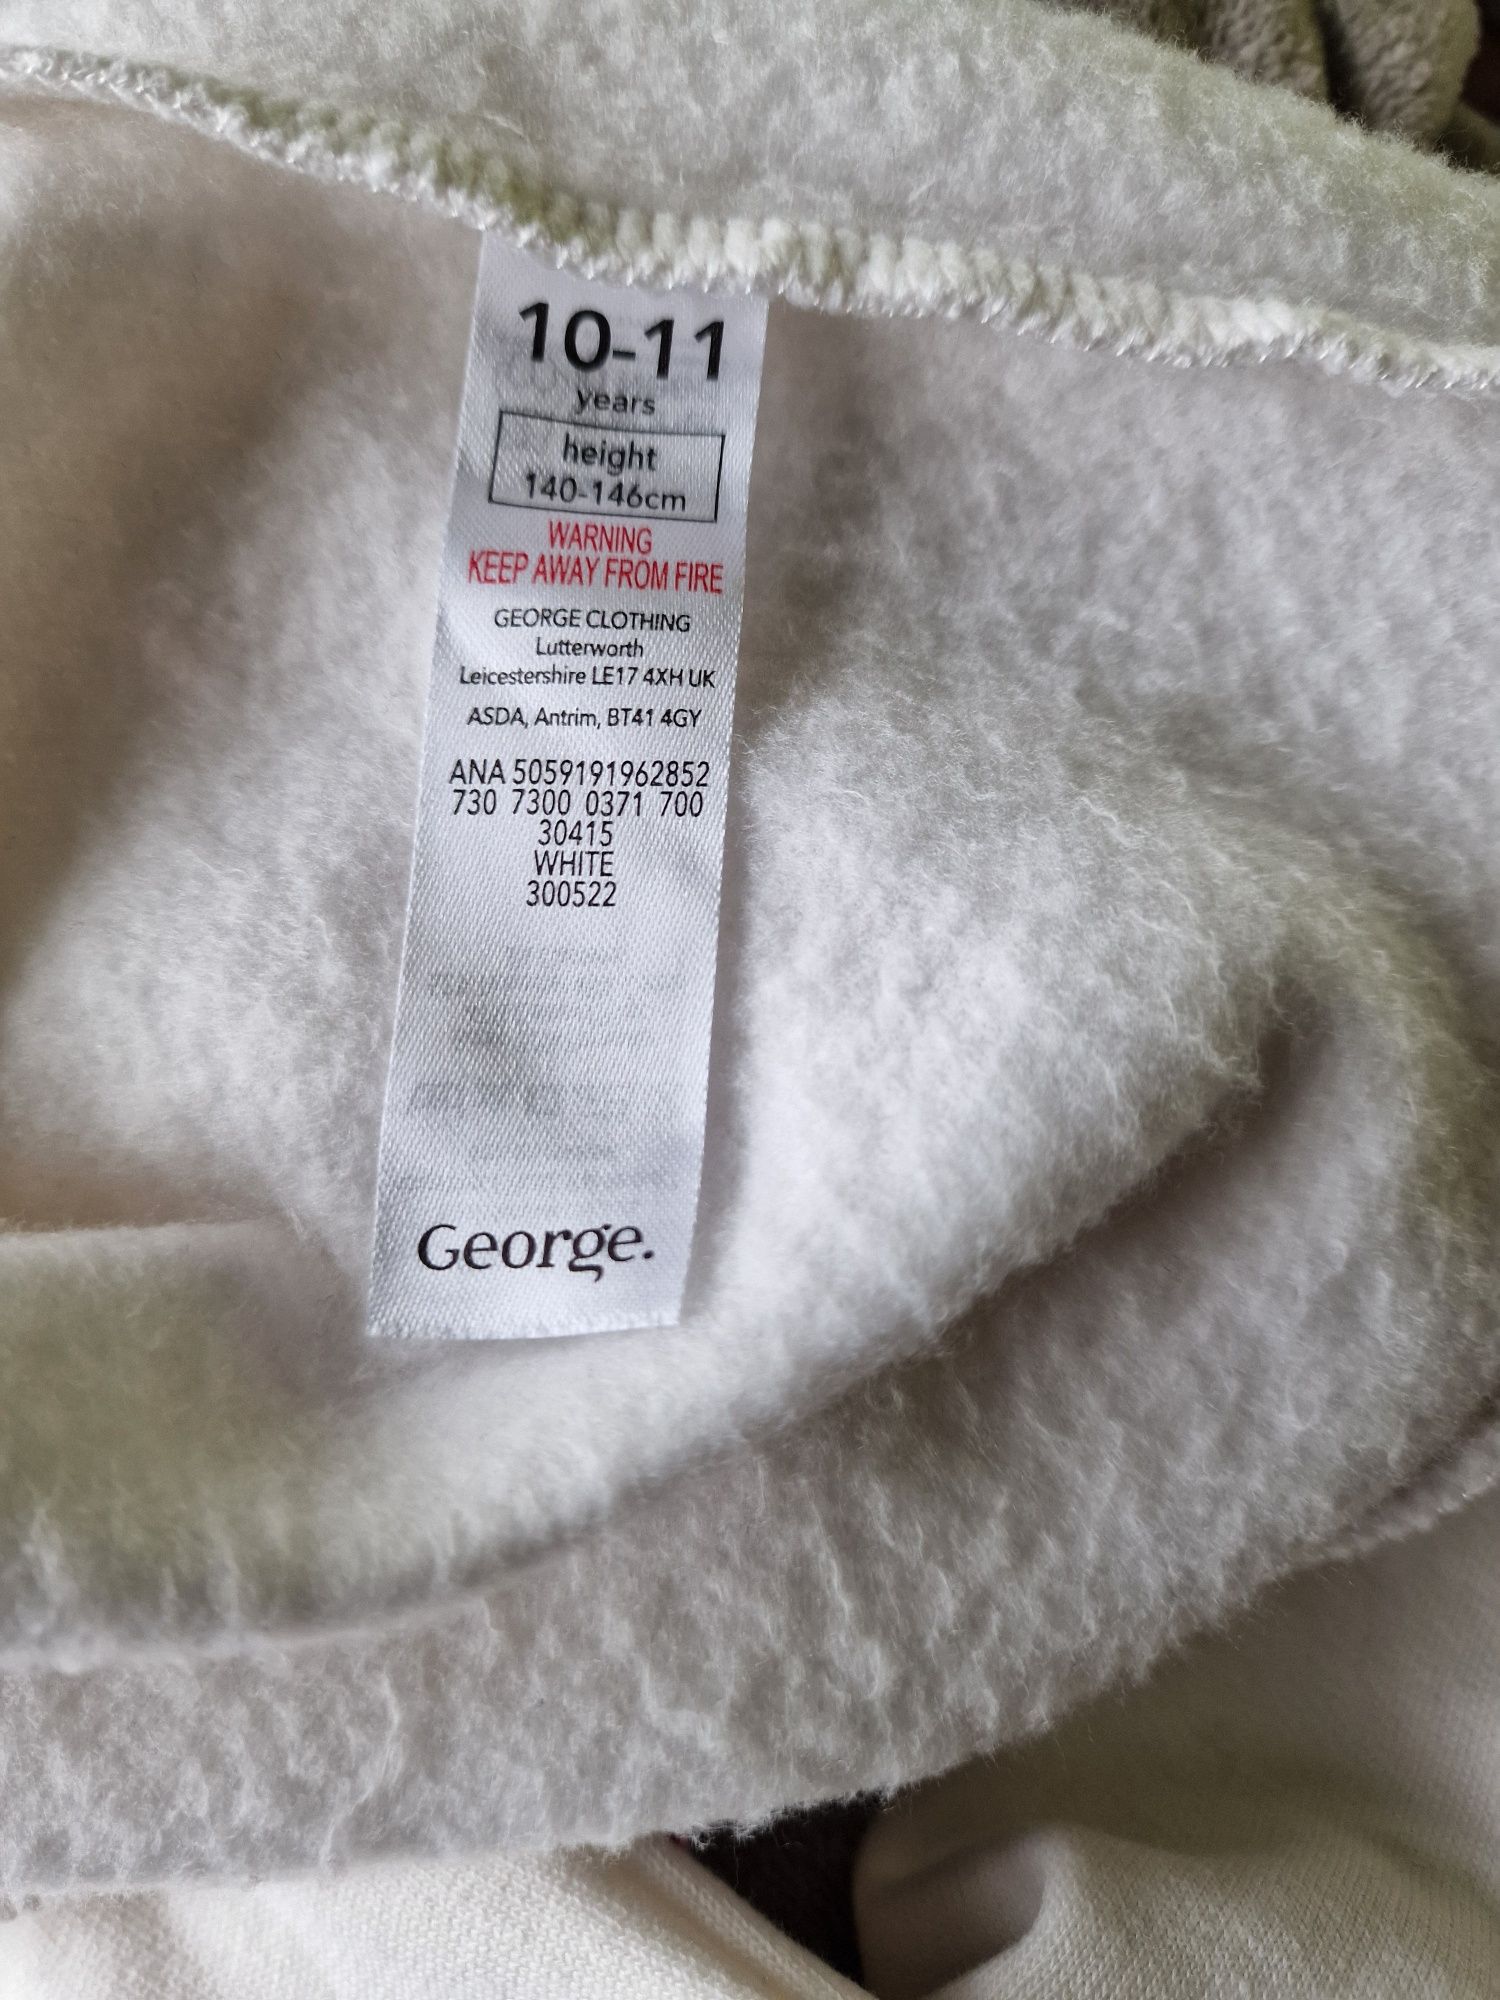 10-11
years
height
140-146cm
WARNING
KEEP AWAY FROM FIRE
GEORGE CLOTHING
Lutterworth
Leicestershire LE17 4XH UK
ASDA, Antrim, BT41 4GY
ANA 5059191962852
730 7300 0371 700
30415
WHITE
300522
George.